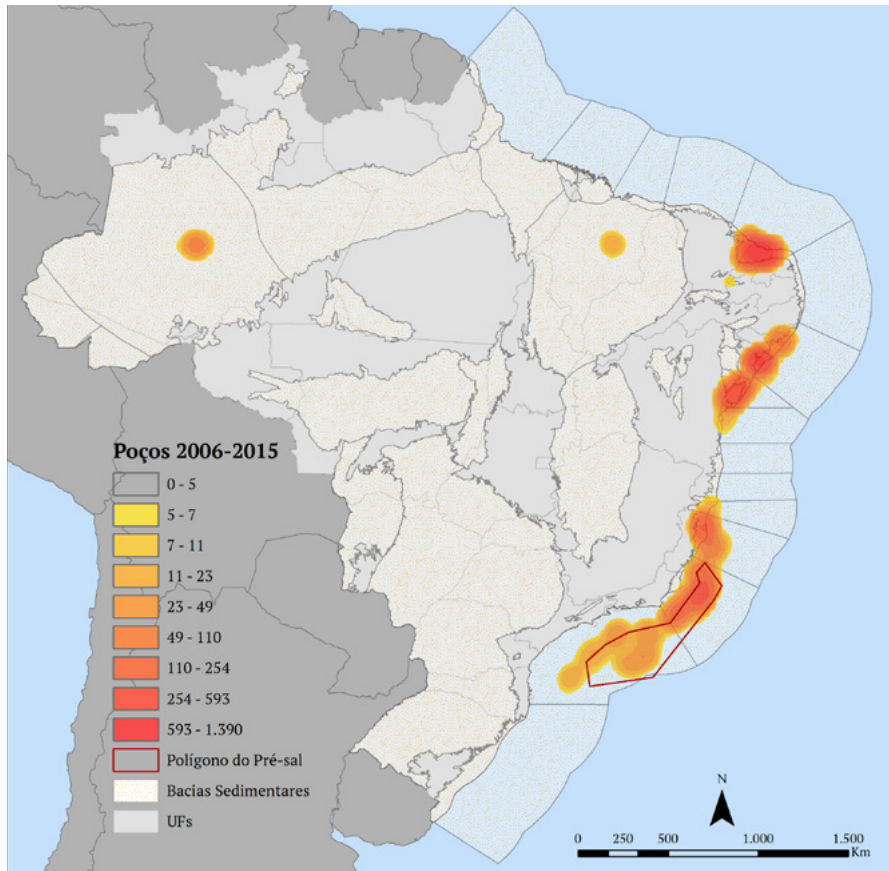 Poços 2006-2015
0 - 5
5 - 7
7 - 11
11 - 23
23 - 49
49 - 110
110 - 254
254 - 593
593 - 1.390
Polígono do Pré-sal
Bacias Sedimentares
UFs
N
0 250 500 1.000 1.500
Km